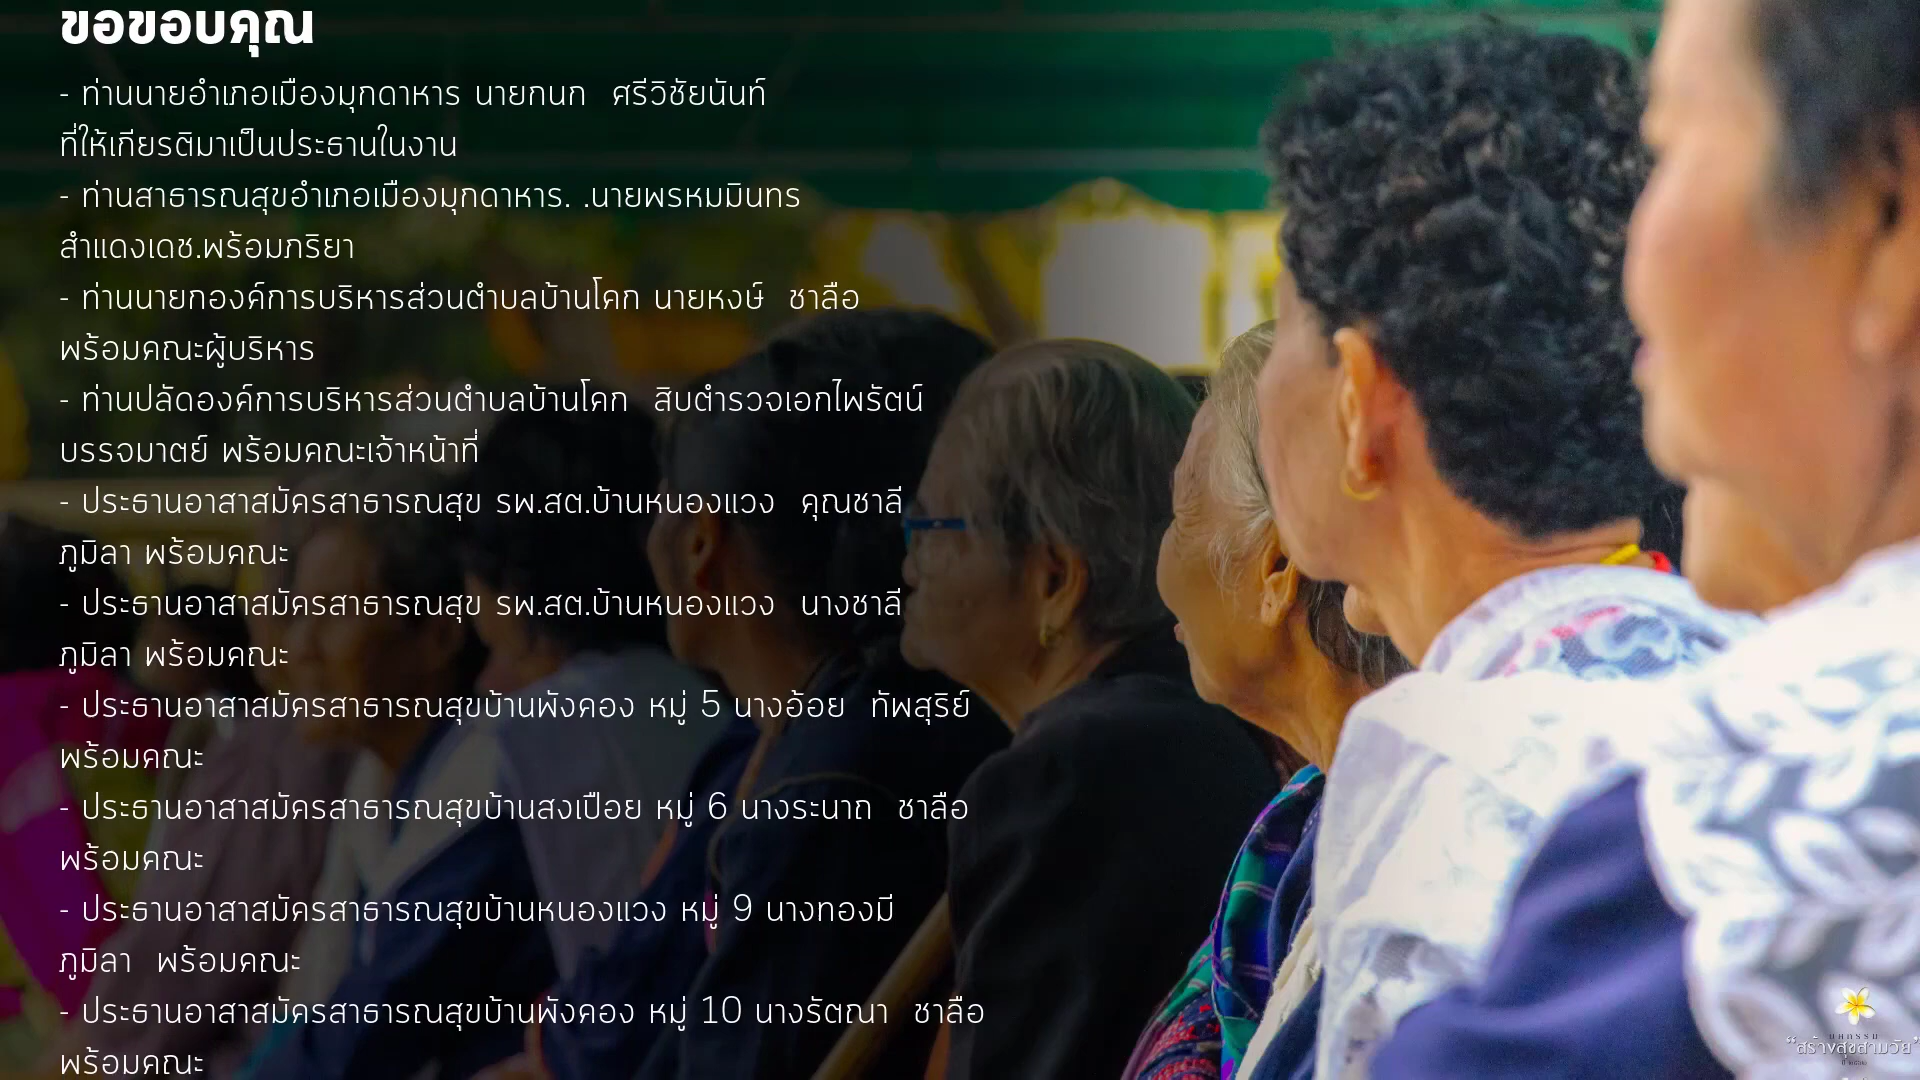 ขอขอบคุณ
- ท่านนายอำเภอเมืองมุกดาหาร นายกนก  ศรีวิชัยนันท์
ที่ให้เกียรติมาเป็นประธานในงาน
- ท่านสาธารณสุขอำเภอเมืองมุกดาหาร. .นายพรหมมินทร
สำแดงเดช.พร้อมภริยา
- ท่านนายกองค์การบริหารส่วนตำบลบ้านโคก นายหงษ์  ชาลือ
พร้อมคณะผู้บริหาร
- ท่านปลัดองค์การบริหารส่วนตำบลบ้านโคก  สิบตำรวจเอกไพรัตน์
บรรจมาตย์ พร้อมคณะเจ้าหน้าที่
- ประธานอาสาสมัครสาธารณสุข รพ.สต.บ้านหนองแวง  คุณชาลี
ภูมิลา พร้อมคณะ
- ประธานอาสาสมัครสาธารณสุข รพ.สต.บ้านหนองแวง  นางชาลี
ภูมิลา พร้อมคณะ
- ประธานอาสาสมัครสาธารณสุขบ้านพังคอง หมู่ 5 นางอ้อย  ทัพสุริย์
พร้อมคณะ
- ประธานอาสาสมัครสาธารณสุขบ้านสงเปือย หมู่ 6 นางระนาถ  ชาลือ
พร้อมคณะ
- ประธานอาสาสมัครสาธารณสุขบ้านหนองแวง หมู่ 9 นางทองมี
ภูมิลา  พร้อมคณะ
- ประธานอาสาสมัครสาธารณสุขบ้านพังคอง หมู่ 10 นางรัตณา  ชาลือ
พร้อมคณะ
"สร้างสุขสามวัย"